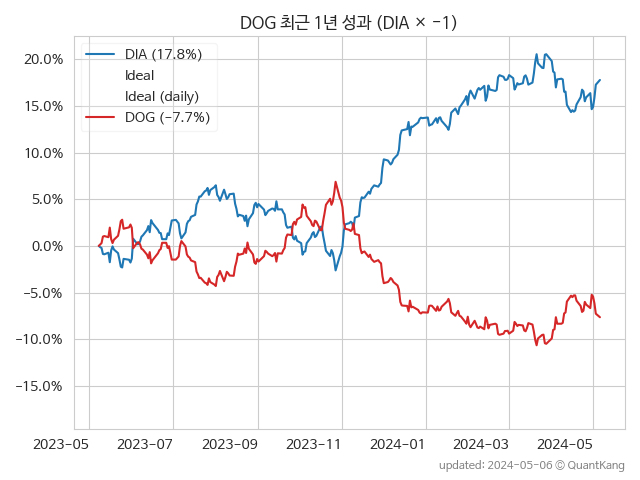 DOG 최근 1년 성과 (DIA × −1)
DIA (17.8%)
Ideal
Ideal (daily)
DOG (−7.7%)
20.0%
15.0%
10.0%
5.0%
0.0%
−5.0%
−10.0%
−15.0%
2023-05 2023-07 2023-09 2023-11 2024-01 2024-03 2024-05
updated: 2024-05-06 © QuantKang